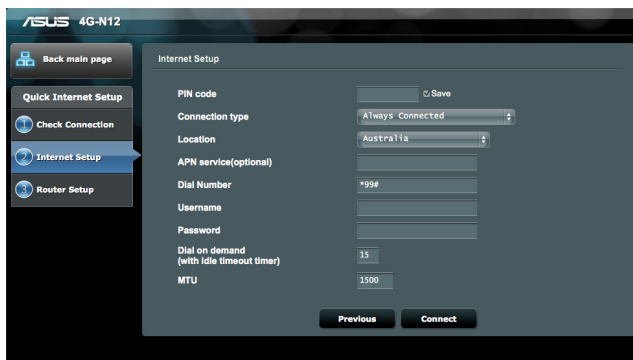 ASUS 4G-N12
Back main page
Quick Internet Setup
1 Check Connection
2 Internet Setup
3 Router Setup
Internet Setup
PIN code
Save
Connection type
Always Connected
Location
Australia
APN service(optional)
Dial Number
*99#
Username
Password
Dial on demand
(with idle timeout timer)
15
MTU
1500
Previous
Connect